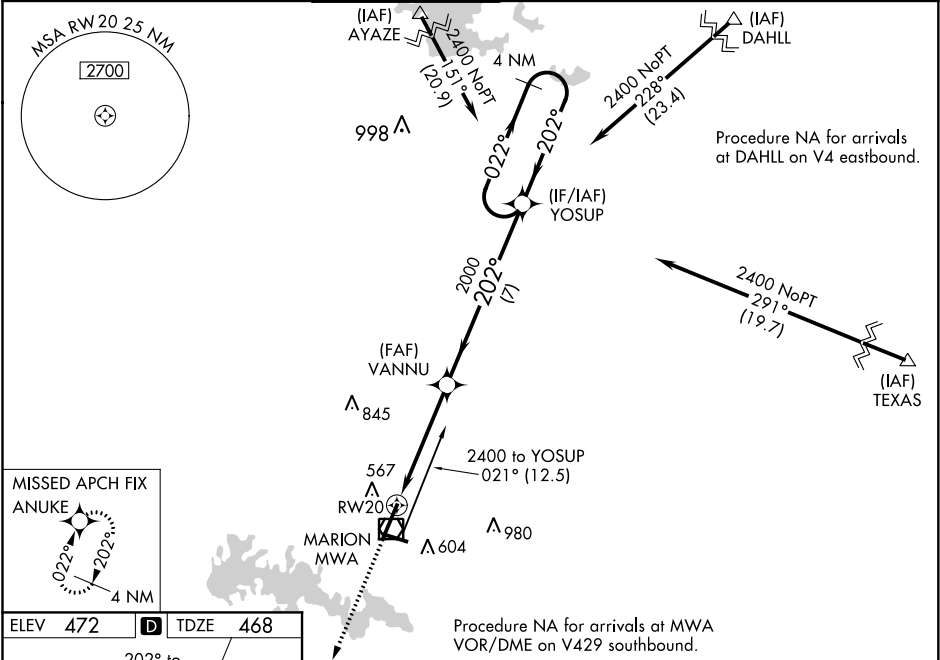 MSA RW 20 25 NM
2700
(IAF)
AYAZE
2400 NoPT
151°
(20.9)
4 NM
998
022°
202°
(IAF)
DAHLL
2400 NoPT
228°
(23.4)
Procedure NA for arrivals
at DAHLL on V4 eastbound.
(IF/IAF)
YOSUP
2000
202°
(7)
2400 NoPT
291°
(19.7)
(IAF)
TEXAS
(FAF)
VANNU
845
2400 to YOSUP
021° (12.5)
567
RW20
MARION
MWA
604
980
MISSED APCH FIX
ANUKE
022°
202°
4 NM
Procedure NA for arrivals at MWA
VOR/DME on V429 southbound.
ELEV 472 D TDZE 468
202° to